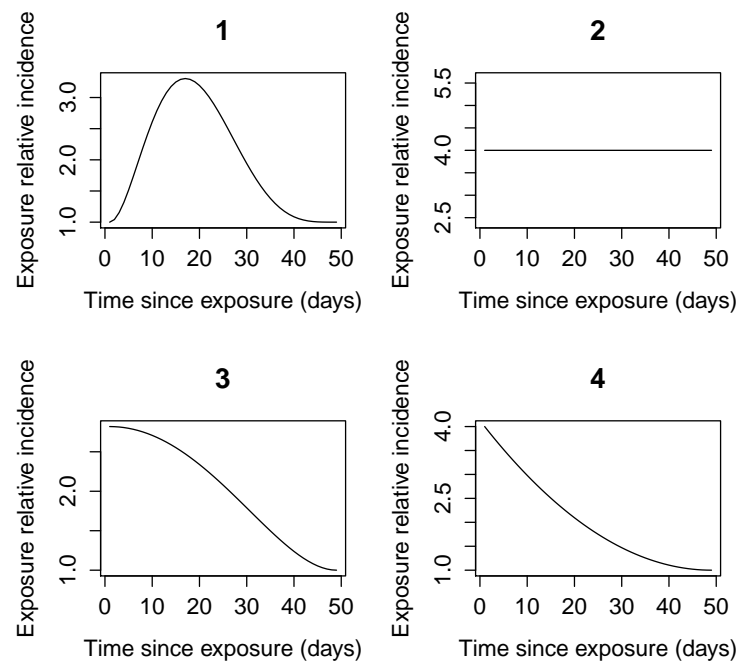 1
Exposure relative incidence
1.0 2.0 3.0
0 10 20 30 40 50
Time since exposure (days)
2
Exposure relative incidence
2.5 4.0 5.5
0 10 20 30 40 50
Time since exposure (days)
3
Exposure relative incidence
1.0 2.0
0 10 20 30 40 50
Time since exposure (days)
4
Exposure relative incidence
1.0 2.5 4.0
0 10 20 30 40 50
Time since exposure (days)